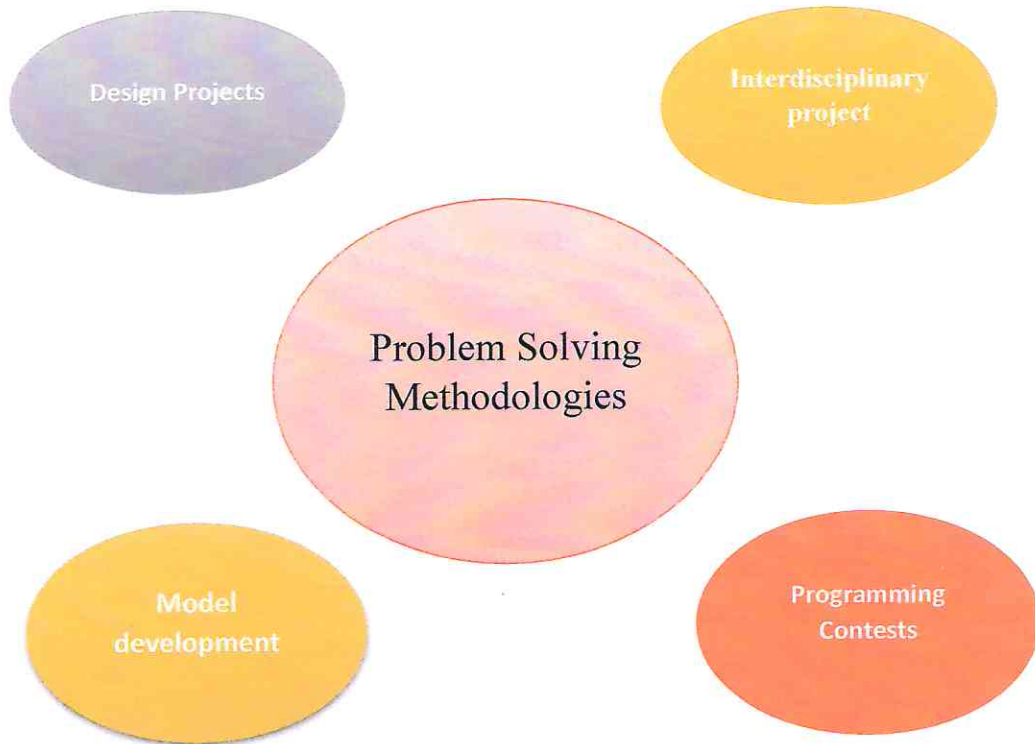 Design Projects
Interdisciplinary
project
Problem Solving
Methodologies
Model
development
Programming
Contests